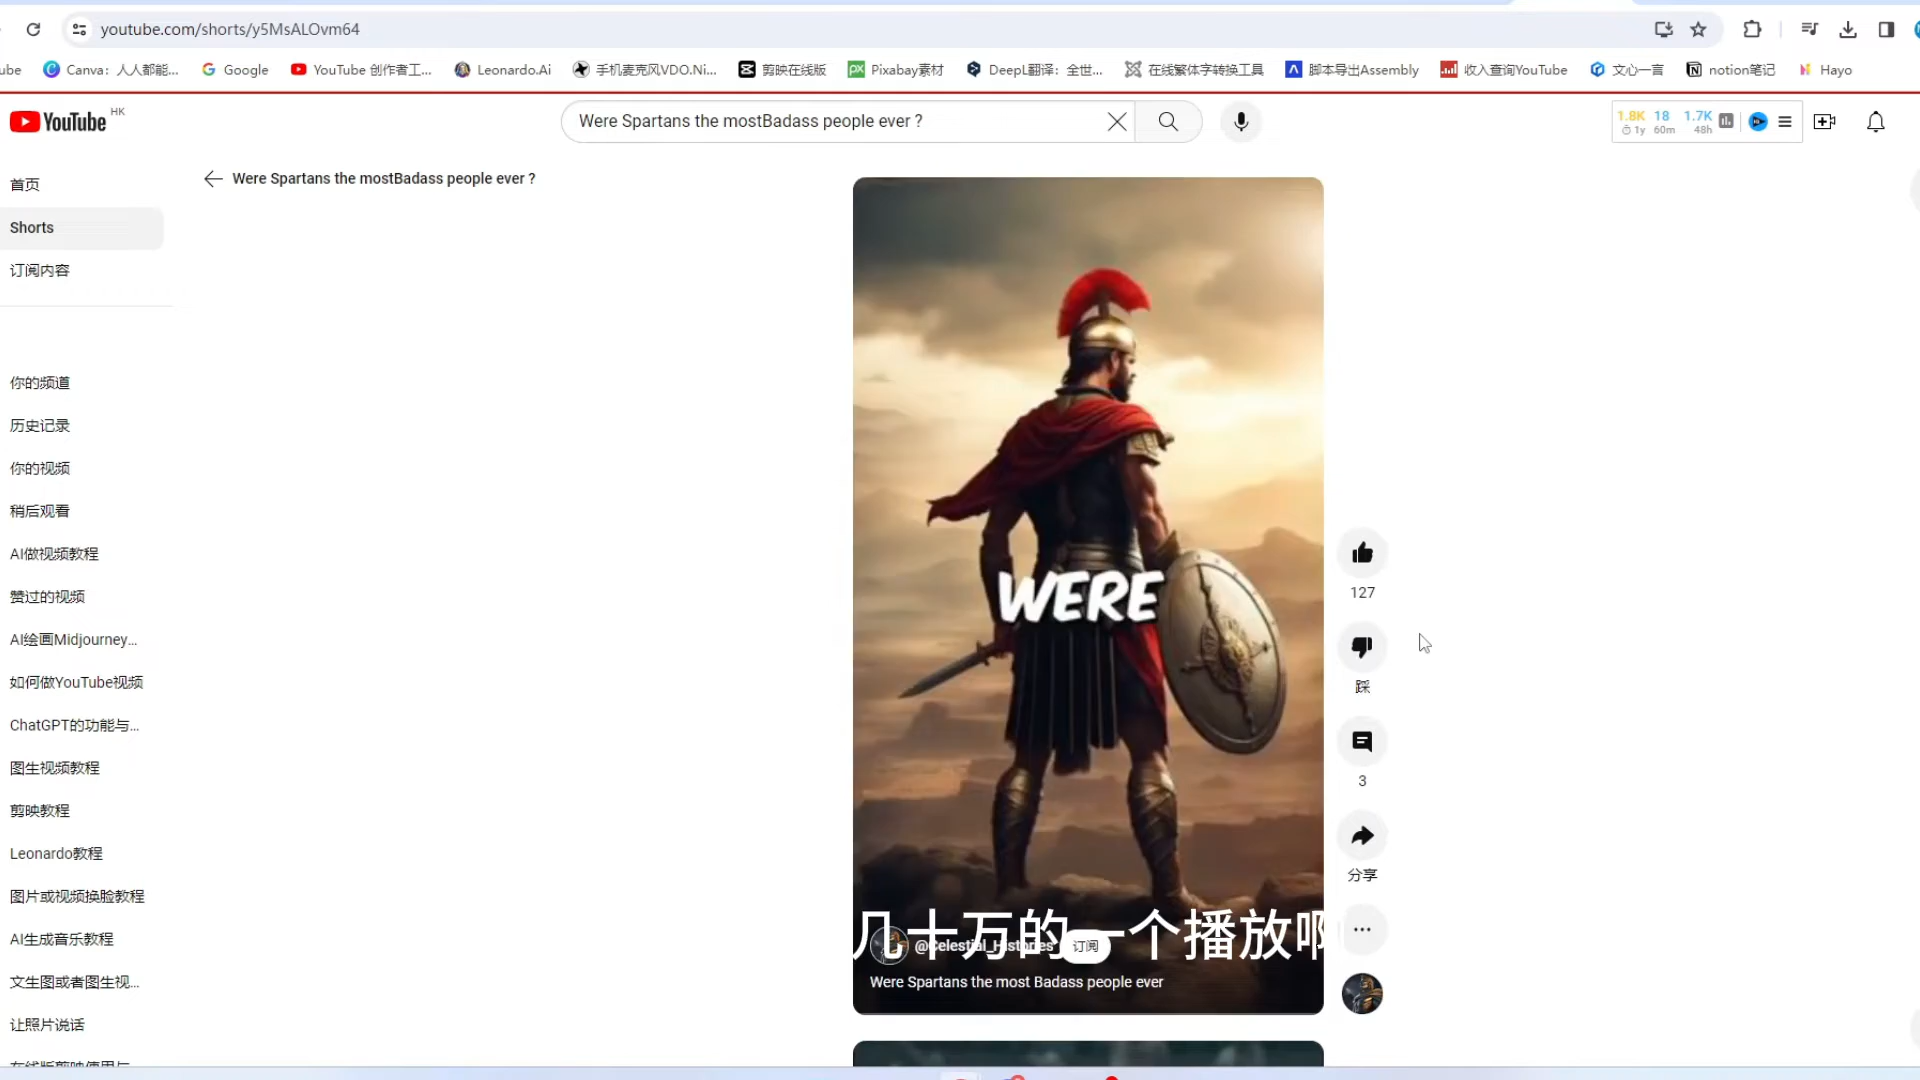 youtube.com/shorts/y5MsALOvm64
ube
Canva：人人都能...
Google
YouTube 创作者工...
Leonardo.Ai
手机麦克风VDO.Ni...
剪映在线版
Pixabay素材
DeepL翻译：全世...
在线繁体字转换工具
脚本导出Assembly
收入查询YouTube
文心一言
notion笔记
Hayo
YouTube HK
Were Spartans the mostBadass people ever ?
1.8K 18 1.7K
1y 60m 48h
首页
Shorts
订阅内容
你的频道
历史记录
你的视频
稍后观看
AI做视频教程
赞过的视频
AI绘画Midjourney...
如何做YouTube视频
ChatGPT的功能与...
图生视频教程
剪映教程
Leonardo教程
图片或视频换脸教程
AI生成音乐教程
文生图或者图生视...
让照片说话
Were Spartans the mostBadass people ever ?
WERE
几十万的一个播放啊
@Celestial_Histories 订阅
Were Spartans the most Badass people ever
127
踩
3
分享